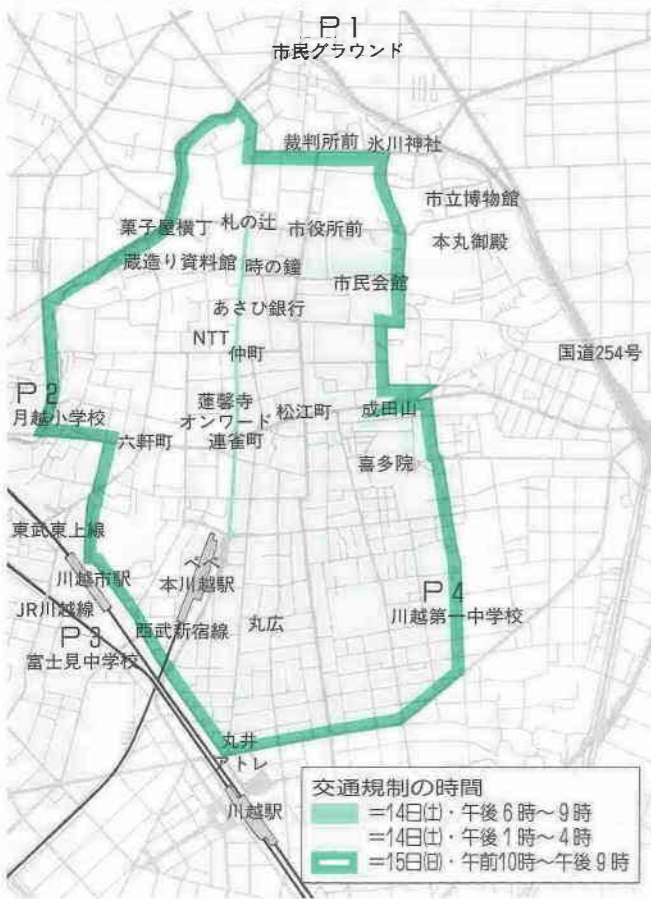 P1
市民グラウンド
裁判所前
氷川神社
市立博物館
菓子屋横丁
札の辻
市役所前
本丸御殿
蔵造り資料館
時の鐘
市民会館
あさひ銀行
NTT
仲町
国道254号
P2
月越小学校
蓮馨寺
オンワード
松江町
成田山
六軒町
連雀町
喜多院
東武東上線
川越市駅
ペペ
本川越駅
P4
川越第一中学校
JR川越線
西武新宿線
丸広
P3
富士見中学校
丸井
アトレ
川越駅
交通規制の時間
=14日(土)・午後6時〜9時
=14日(土)・午後1時〜4時
=15日(日)・午前10時〜午後9時